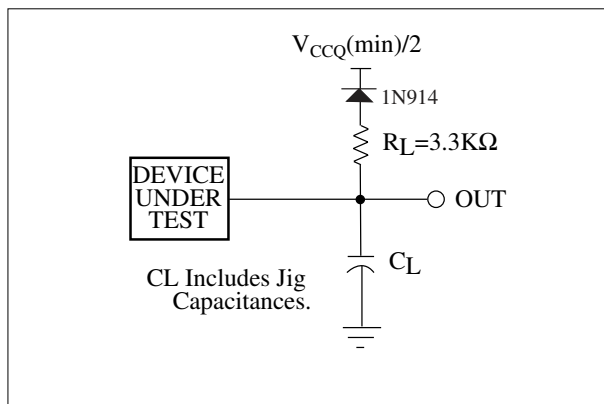 VCCQ(min)/2
1N914
RL=3.3KΩ
DEVICE
UNDER
TEST
OUT
CL
CL Includes Jig
Capacitances.